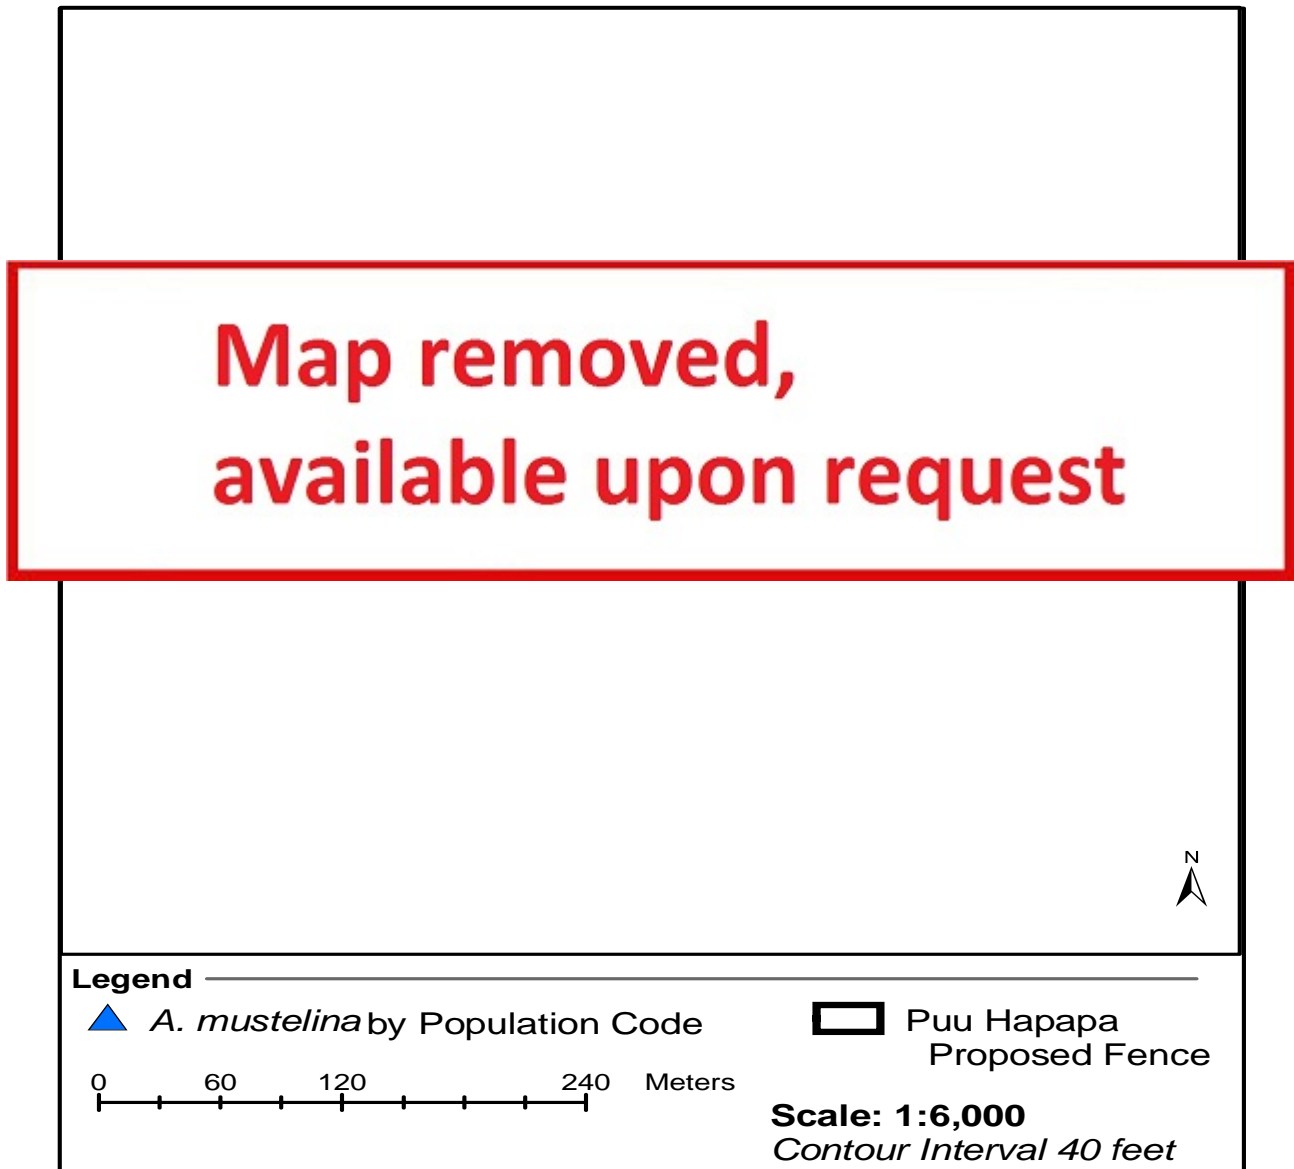 Map removed,
available upon request
N
Legend
A. mustelina by Population Code
Puu Hapapa
Proposed Fence
0 60 120 240 Meters
Scale: 1:6,000
Contour Interval 40 feet